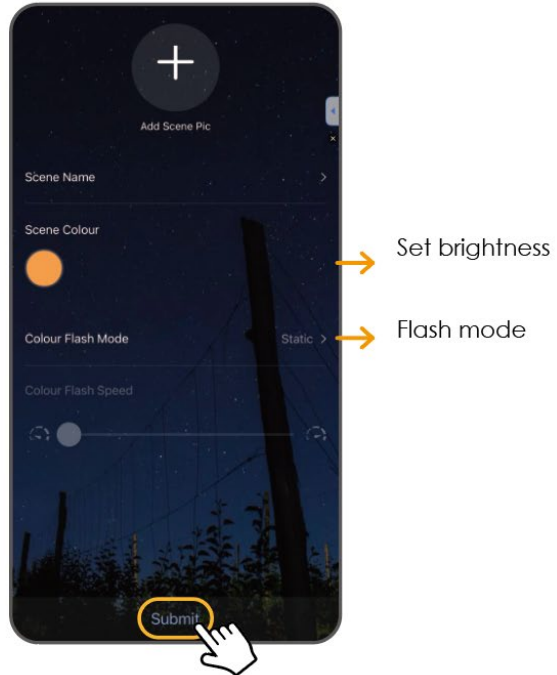 Add Scene Pic
Scene Name
Scene Colour
Set brightness
Colour Flash Mode
Static
Flash mode
Colour Flash Speed
Submit